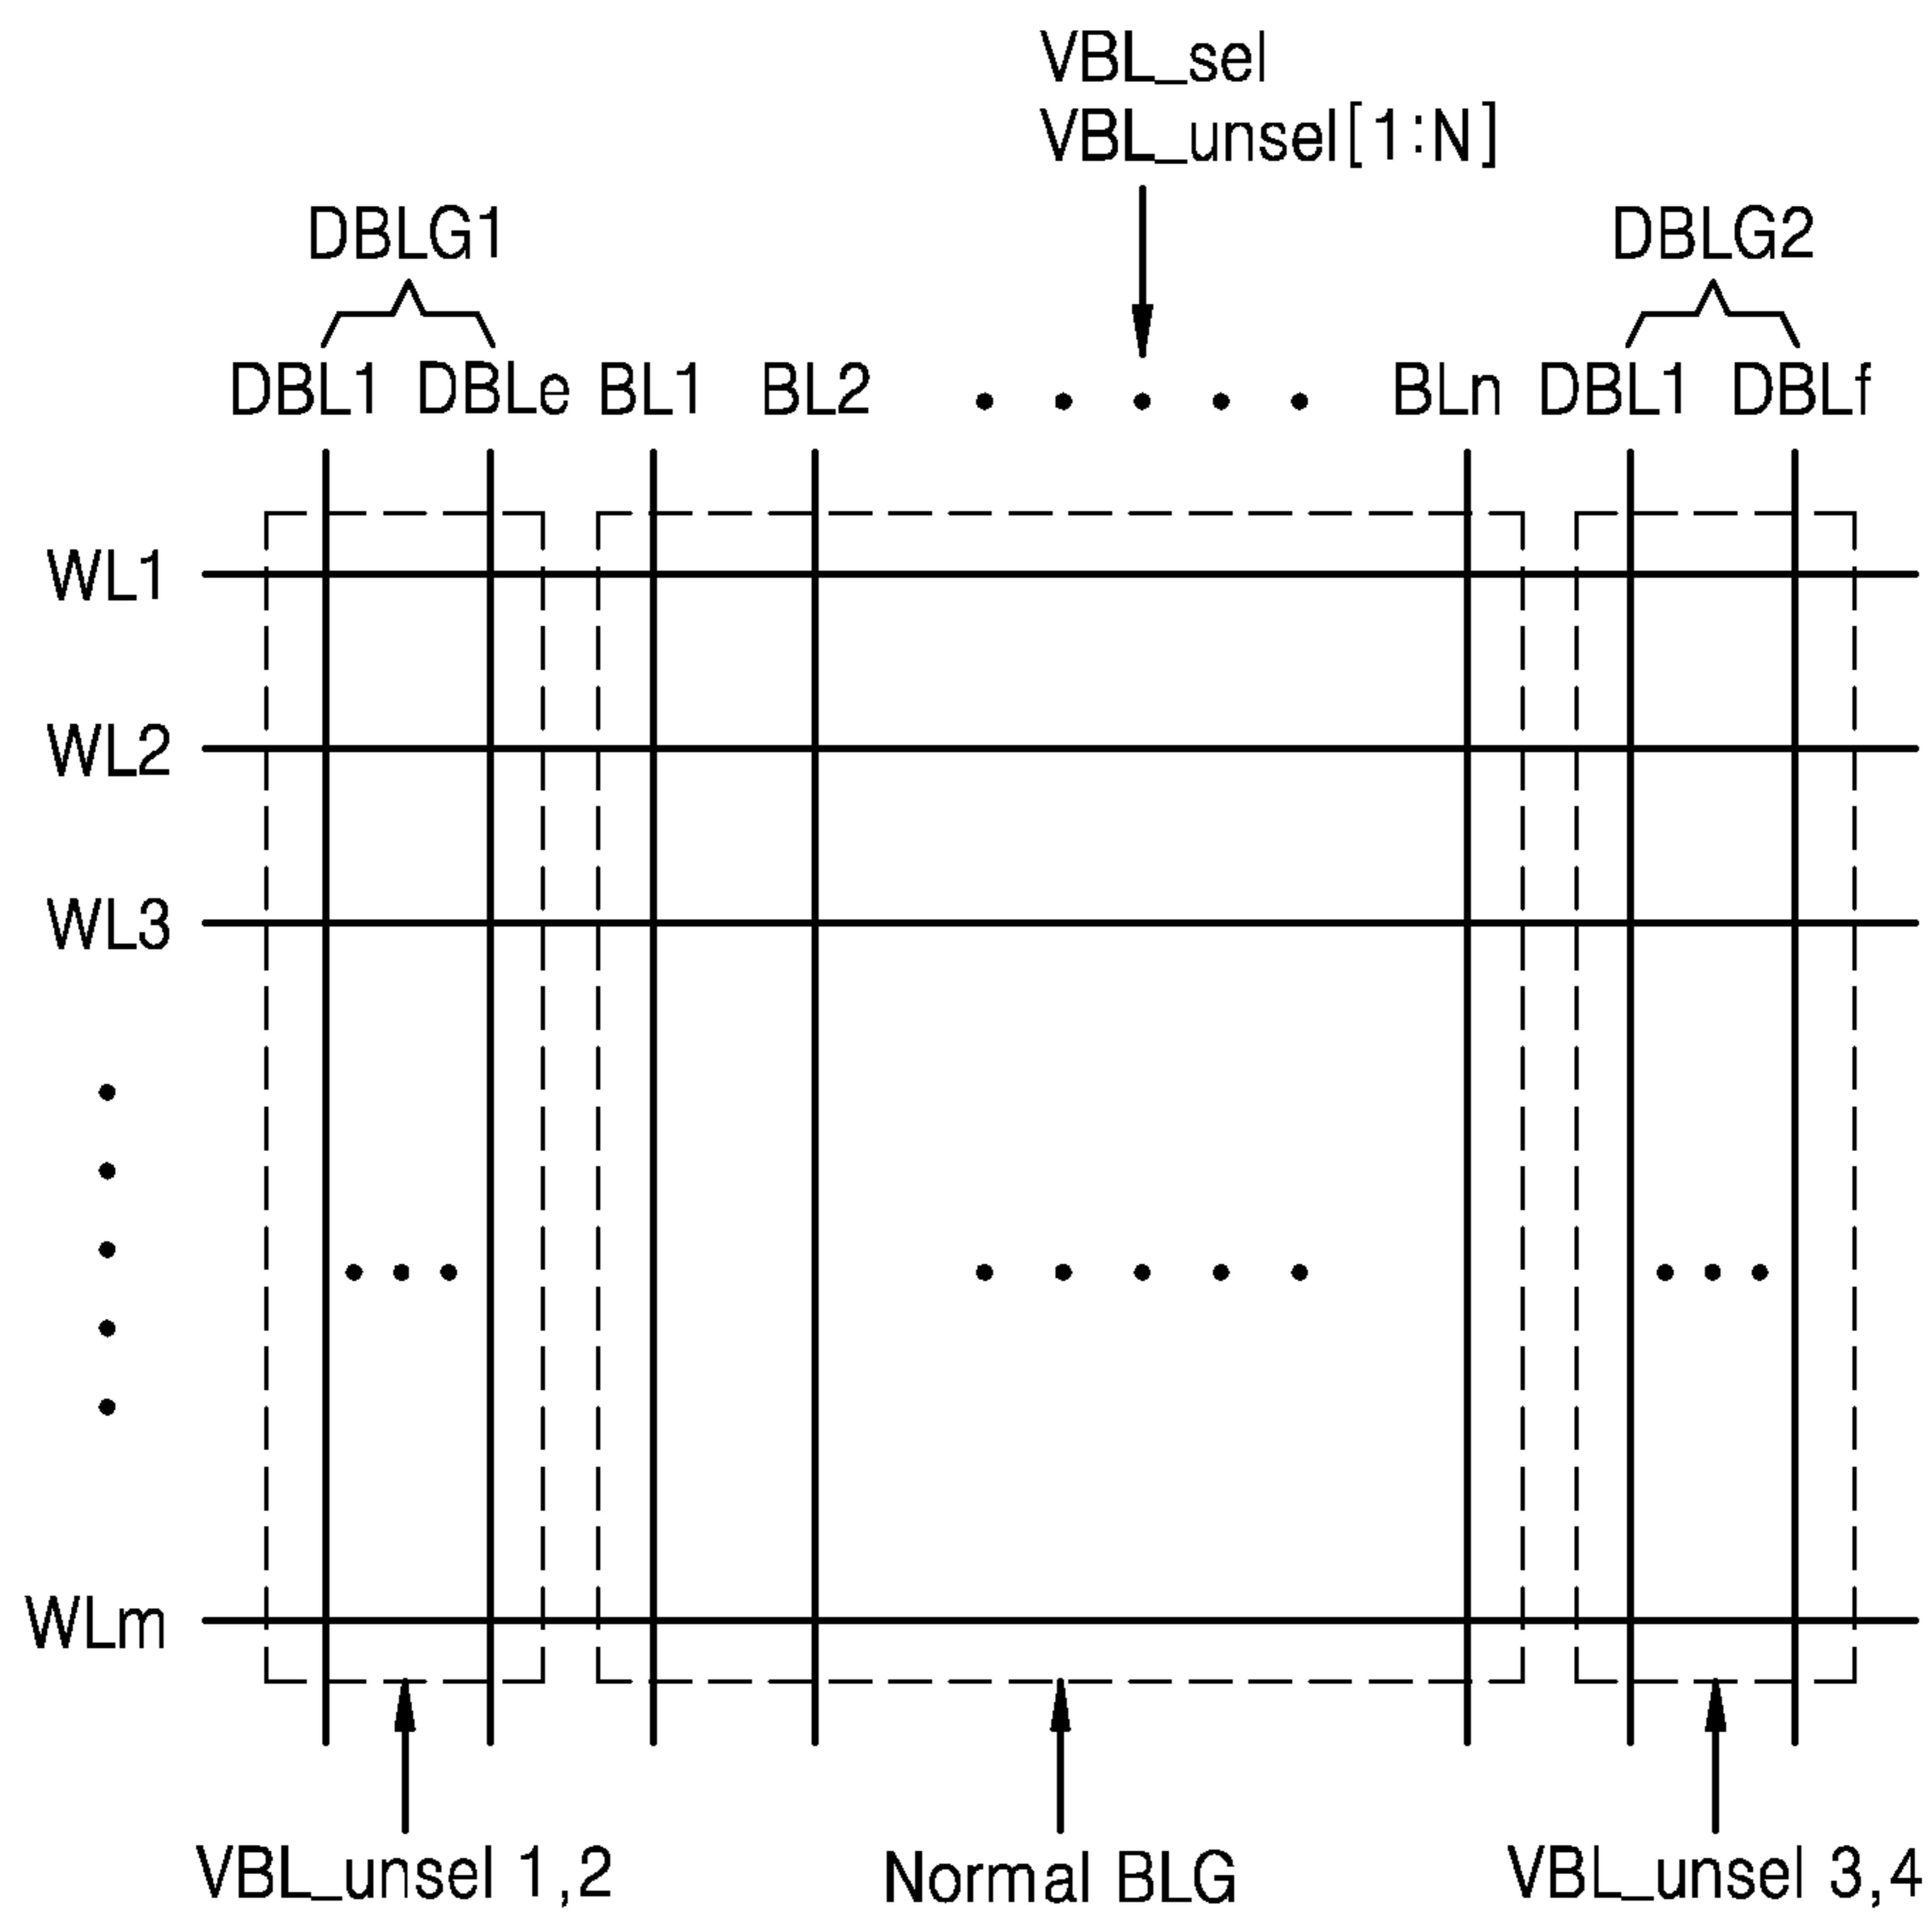 VBL_sel
VBL_unsel[1:N]
DBLG1
DBLG2
DBL1 DBLe BL1 BL2 BLn DBL1 DBLf
WL1
WL2
WL3
WLm
VBL_unsel 1,2
Normal BLG
VBL_unsel 3,4